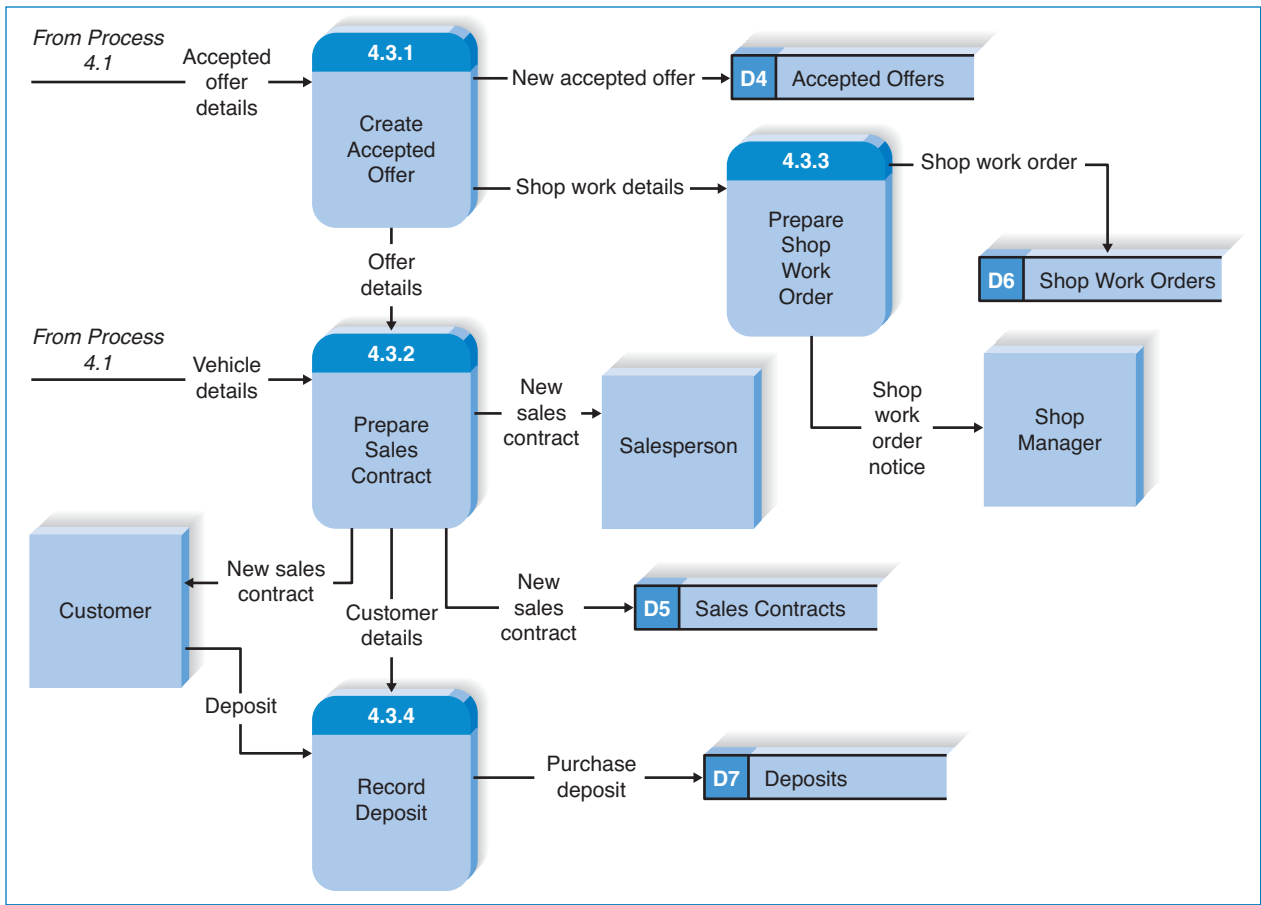 From Process
4.1
Accepted
offer
details
4.3.1
Create
Accepted
Offer
New accepted offer
D4
Accepted Offers
Shop work details
4.3.3
Prepare
Shop
Work
Order
Shop work order
D6
Shop Work Orders
Offer
details
From Process
4.1
Vehicle
details
4.3.2
Prepare
Sales
Contract
New
sales
contract
Salesperson
Shop
work
order
notice
Shop
Manager
Customer
New sales
contract
Customer
details
New
sales
contract
D5
Sales Contracts
Deposit
4.3.4
Record
Deposit
Purchase
deposit
D7
Deposits